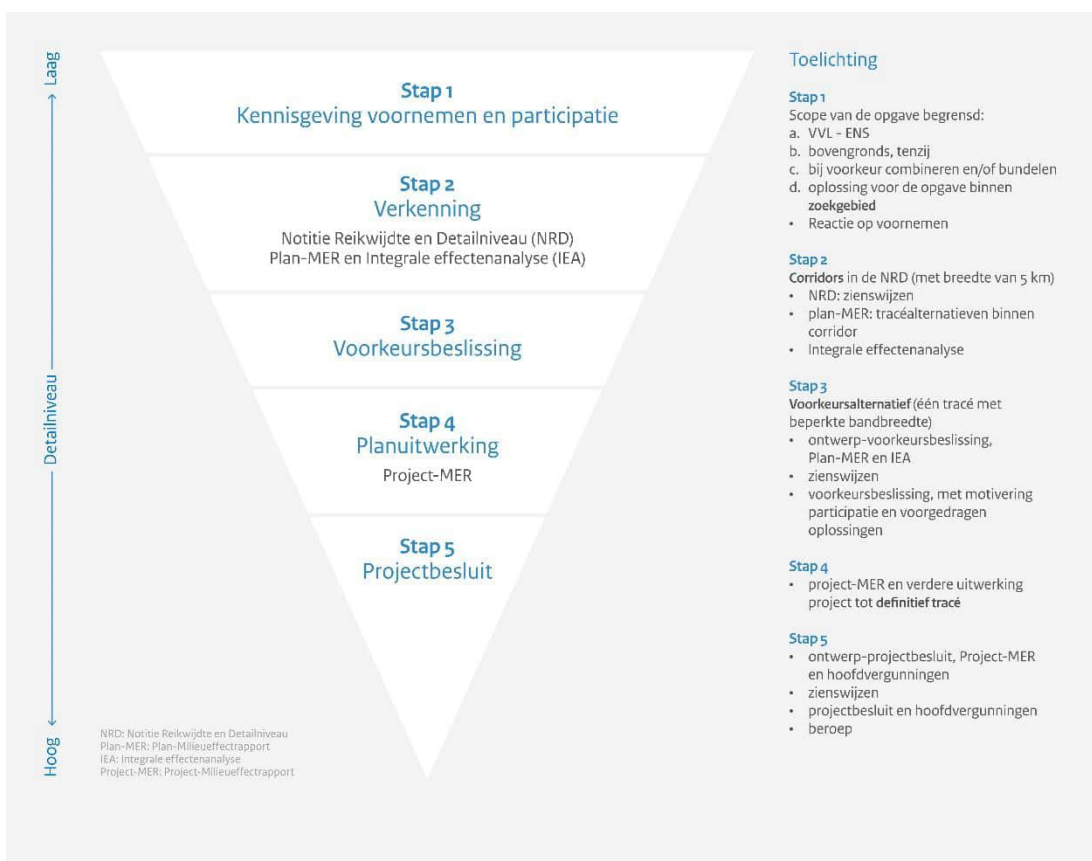 Laag
Detailniveau
Hoog
Stap 1
Kennisgeving voornemen en participatie
Stap 2
Verkenning
Notitie Reikwijdte en Detailniveau (NRD)
Plan-MER en Integrale effectenanalyse (IEA)
Stap 3
Voorkeursbeslissing
Stap 4
Planuitwerking
Project-MER
Stap 5
Projectbesluit
NRD: Notitie Reikwijdte en Detailniveau
Plan-MER: Plan-Milieueffectrapport
IEA: Integrale effectenanalyse
Project-MER: Project-Milieueffectrapport
Toelichting
Stap 1
Scope van de opgave begrensd:
a. VVL - ENS
b. bovengronds, tenzij
c. bij voorkeur combineren en/of bundelen
d. oplossing voor de opgave binnen
zoekgebied
• Reactie op voornemen
Stap 2
Corridors in de NRD (met breedte van 5 km)
• NRD: zienswijzen
• plan-MER: tracéalternatieven binnen
corridor
• Integrale effectenanalyse
Stap 3
Voorkeursalternatief (één tracé met
beperkte bandbreedte)
• ontwerp-voorkeursbeslissing,
Plan-MER en IEA
• zienswijzen
• voorkeursbeslissing, met motivering
participatie en voorgedragen
oplossingen
Stap 4
• project-MER en verdere uitwerking
project tot definitief tracé
Stap 5
• ontwerp-projectbesluit, Project-MER
en hoofdvergunningen
• zienswijzen
• projectbesluit en hoofdvergunningen
• beroep